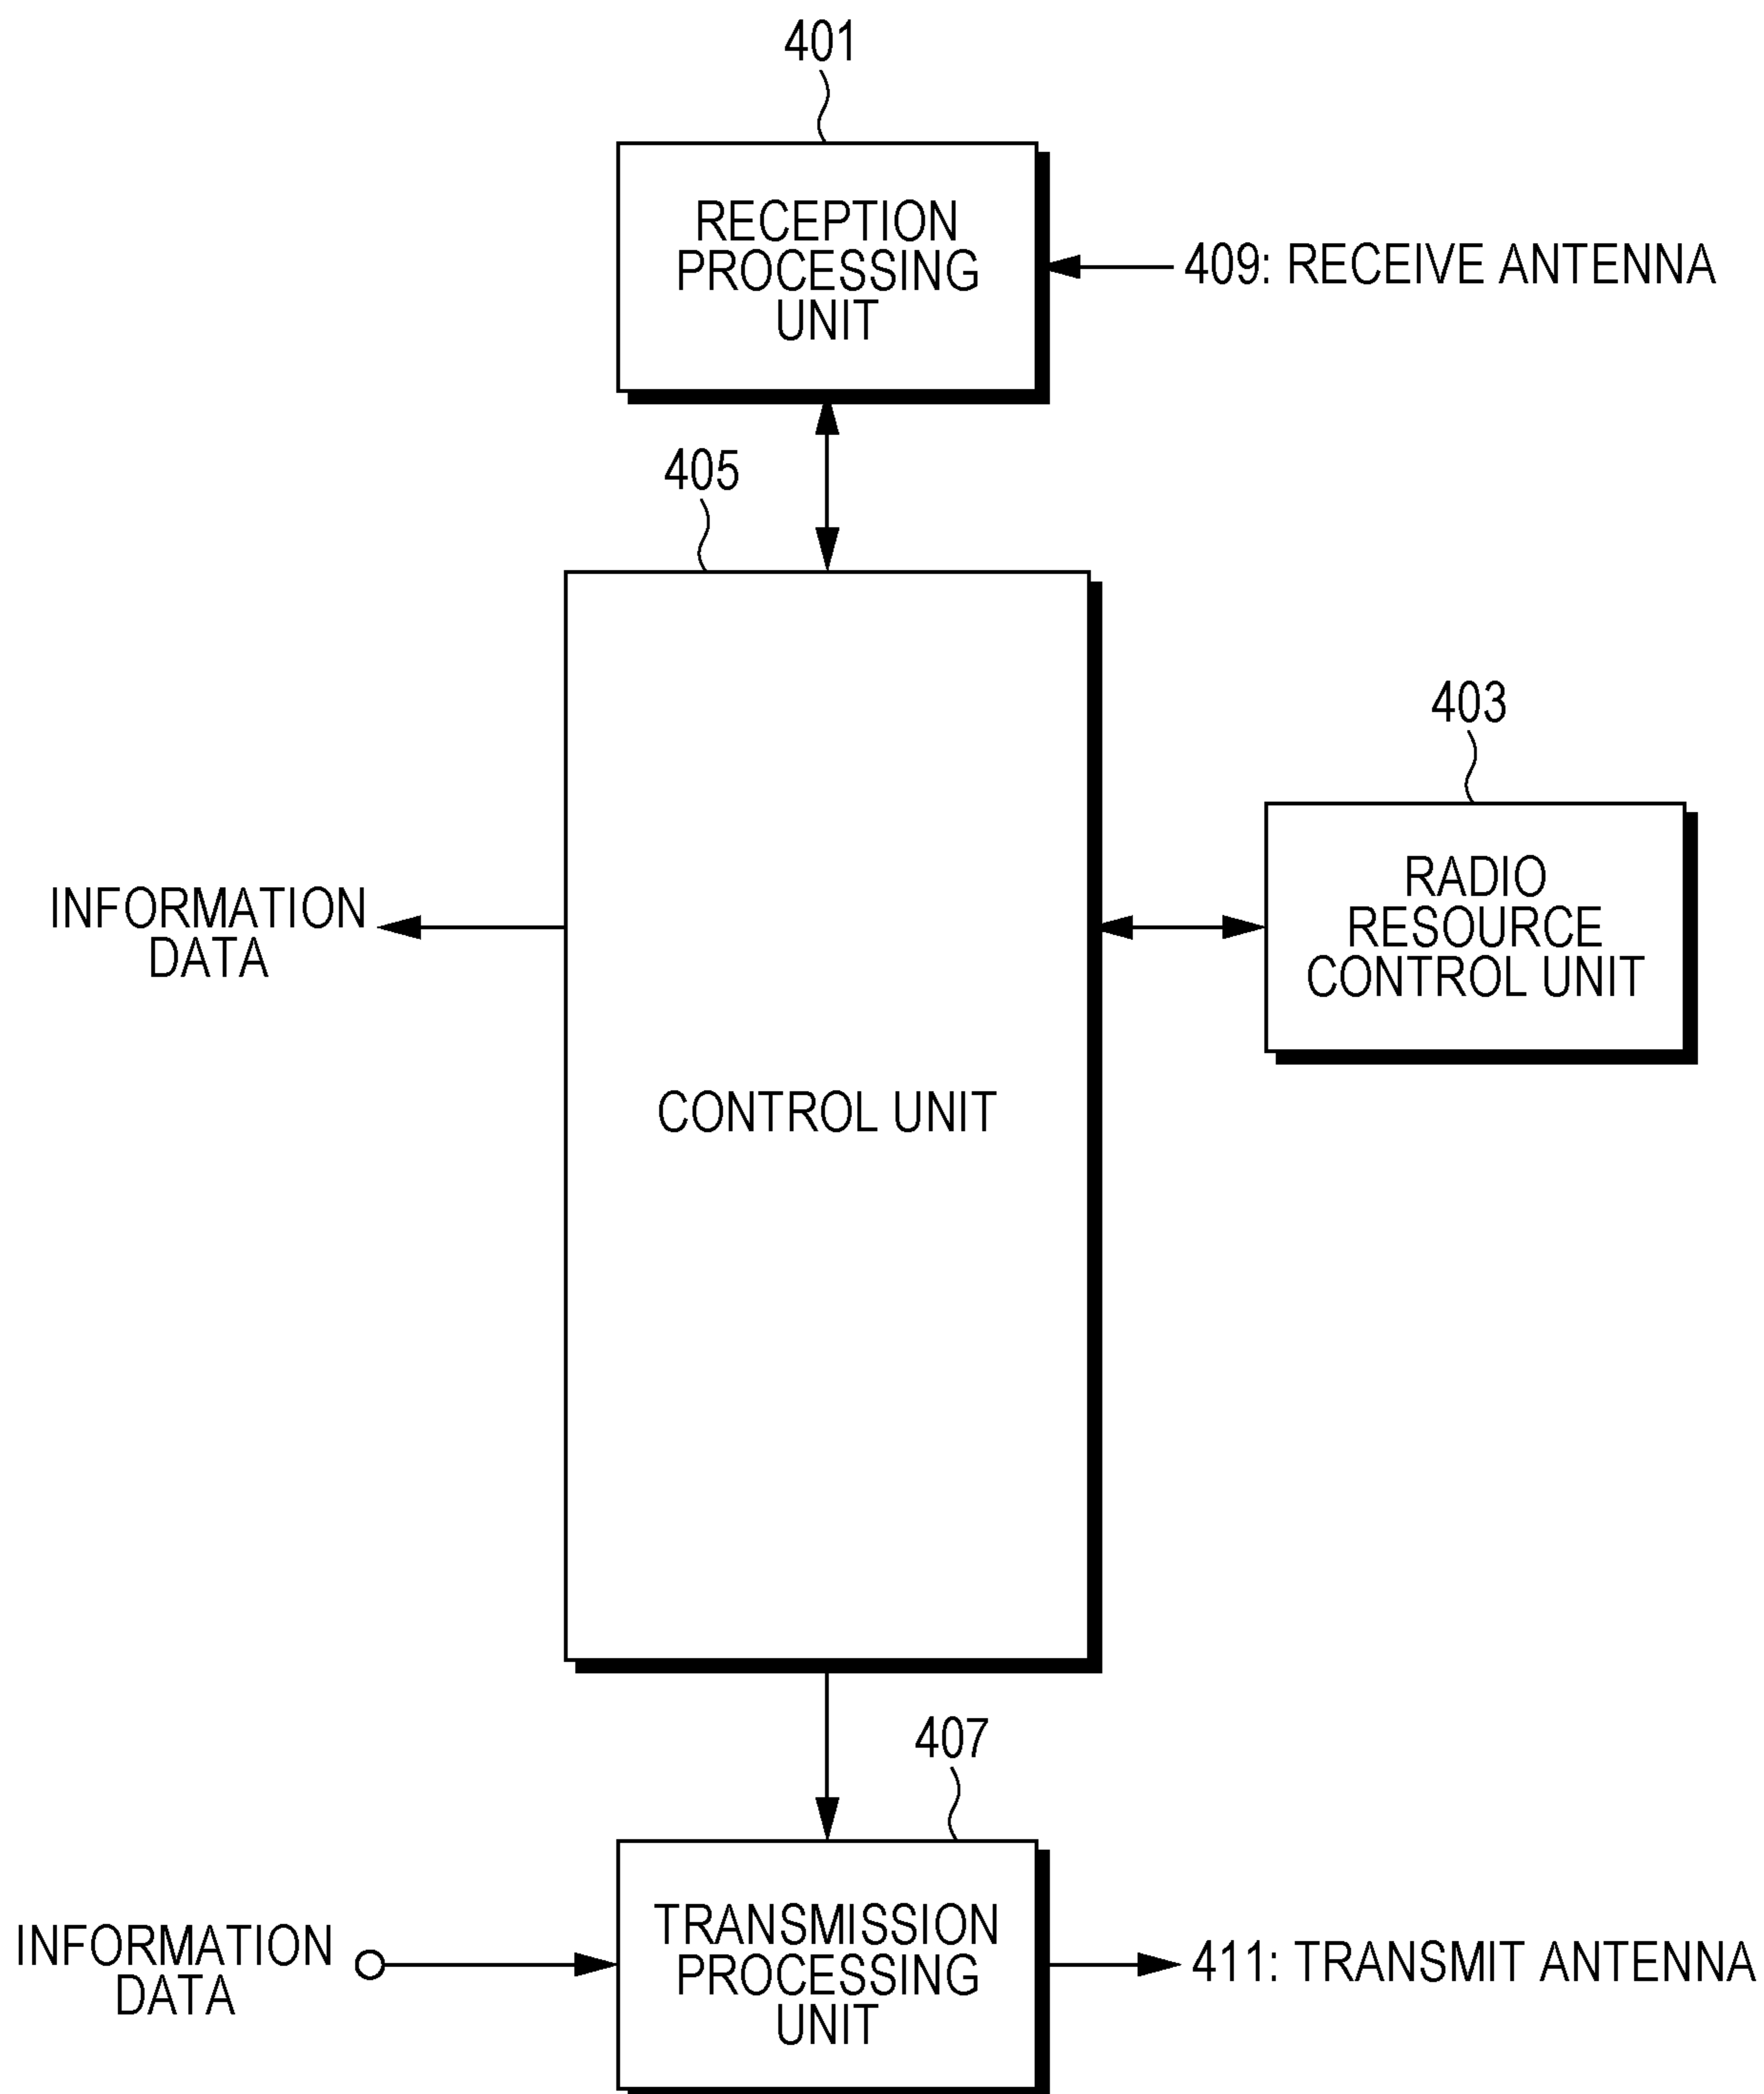 401
RECEPTION
PROCESSING
UNIT
409: RECEIVE ANTENNA
405
403
INFORMATION
DATA
RADIO
RESOURCE
CONTROL UNIT
CONTROL UNIT
407
INFORMATION
DATA
TRANSMISSION
PROCESSING
UNIT
411: TRANSMIT ANTENNA